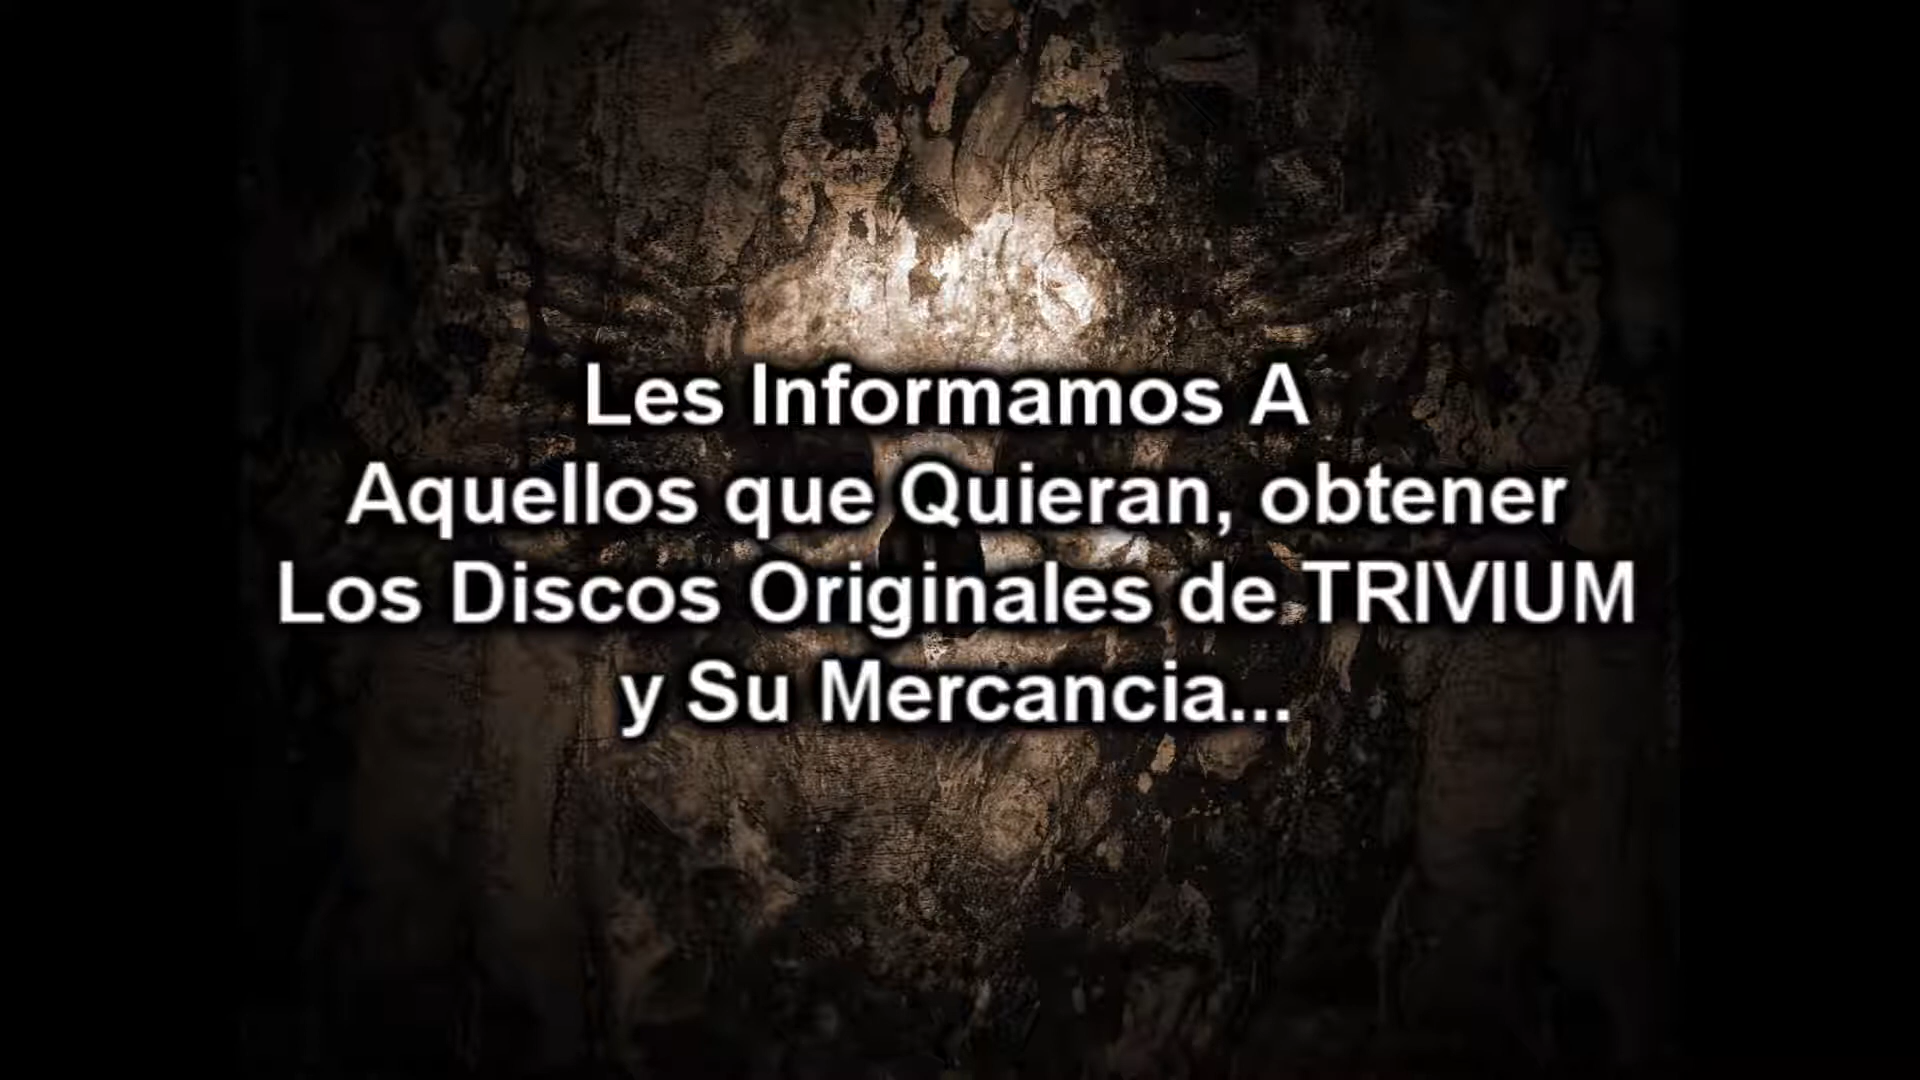 Les Informamos A
Aquellos que Quieran, obtener
Los Discos Originales de TRIVIUM
y Su Mercancia...